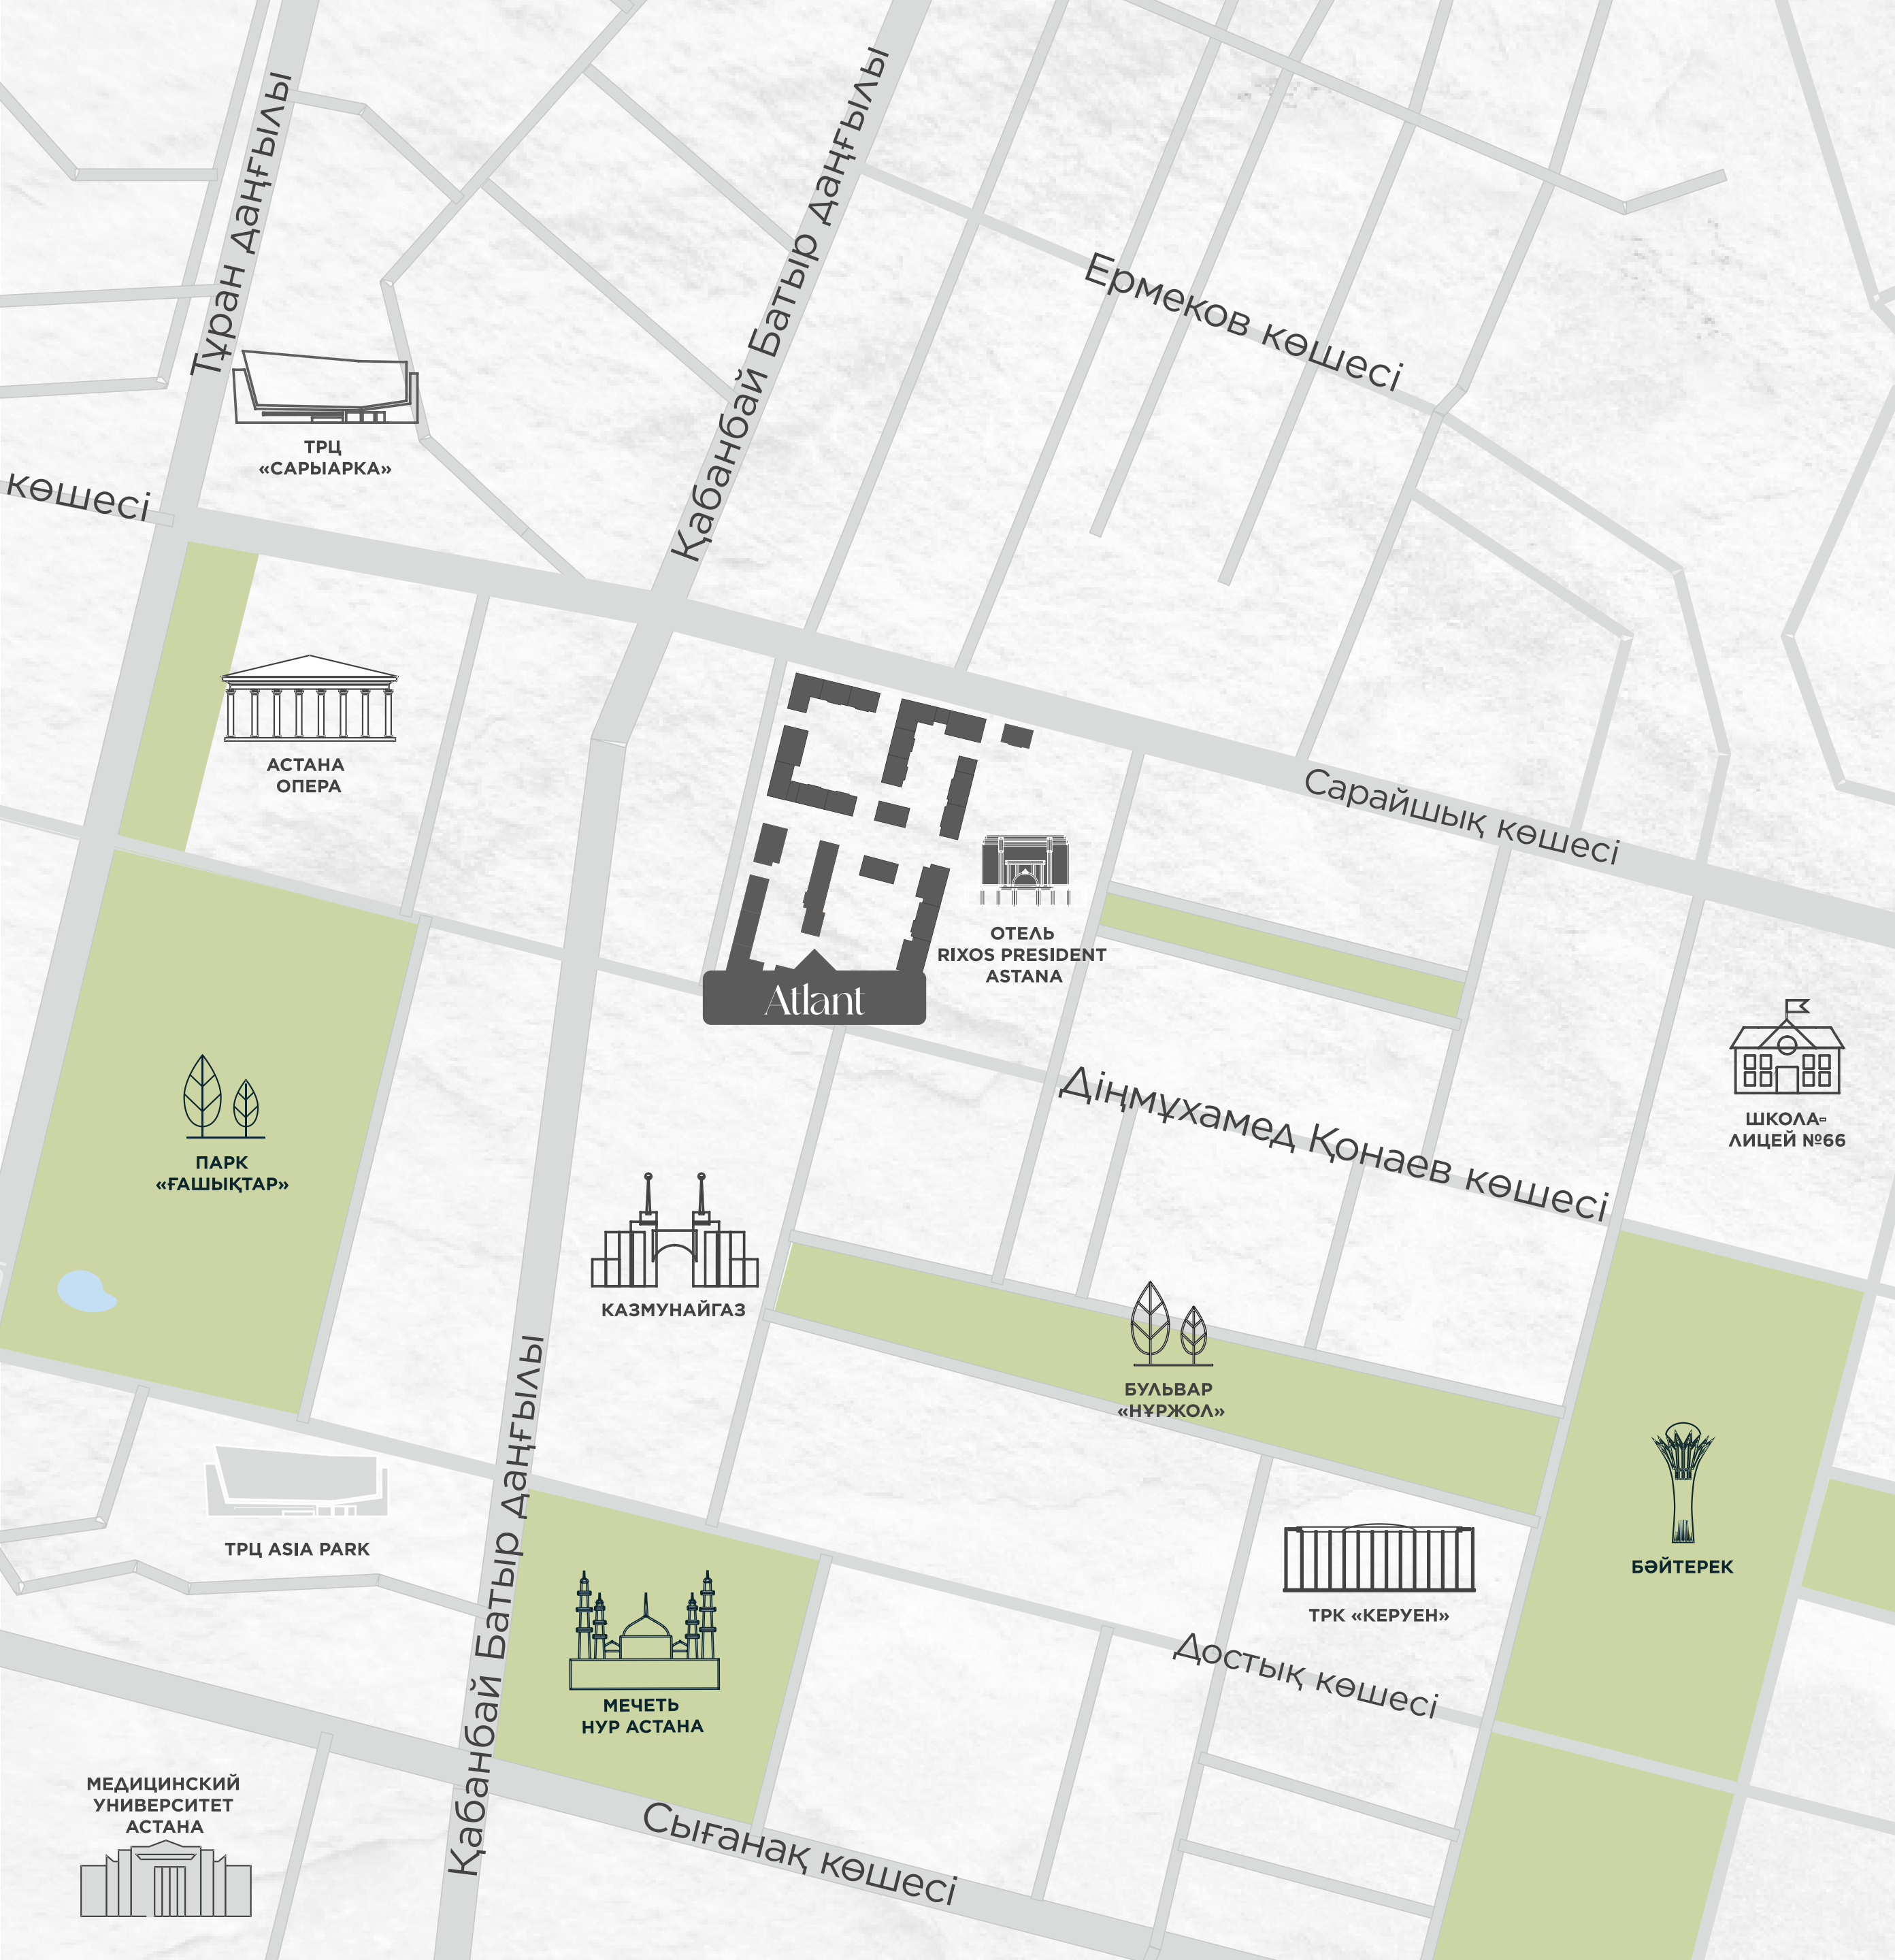 Тұран даңғылы
Қабанбай Батыр даңғылы
Ермеков көшесі
ТРЦ
«САРЫАРКА»
көшесі
АСТАНА
ОПЕРА
Сарайшық көшесі
ОТЕЛЬ
RIXOS PRESIDENT
ASTANA
Atlant
ШКОЛА-
ЛИЦЕЙ №66
Дінмұхамед Қонаев көшесі
ПАРК
«ҒАШЫҚТАР»
КАЗМУНАЙГАЗ
БУЛЬВАР
«НҰРЖОЛ»
Қабанбай Батыр даңғылы
ТРЦ ASIA PARK
БӘЙТЕРЕК
ТРК «КЕРУЕН»
Достық көшесі
МЕЧЕТЬ
НУР АСТАНА
МЕДИЦИНСКИЙ
УНИВЕРСИТЕТ
АСТАНА
Сығанақ көшесі